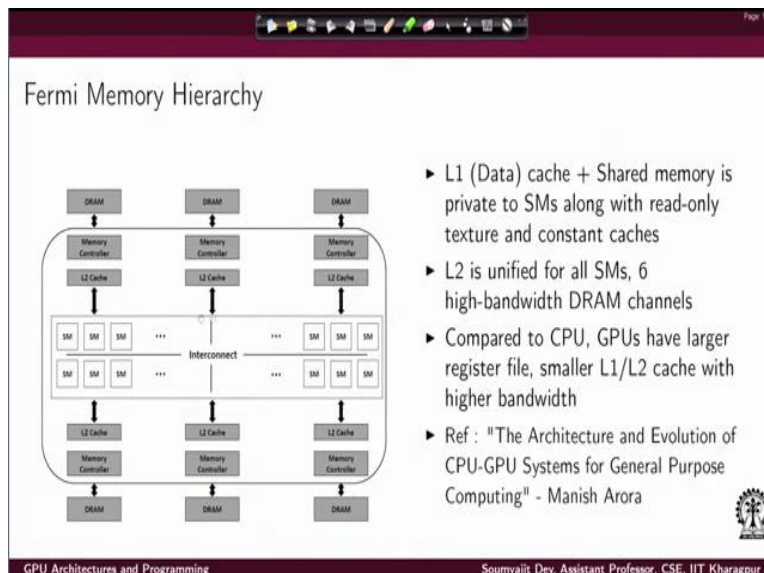 Page 1
Fermi Memory Hierarchy
DRAM DRAM DRAM
Memory Controller Memory Controller Memory Controller
L2 Cache L2 Cache L2 Cache
SM SM SM ... ... SM SM SM
Interconnect
SM SM SM ... ... SM SM SM
L2 Cache L2 Cache L2 Cache
Memory Controller Memory Controller Memory Controller
DRAM DRAM DRAM
▶ L1 (Data) cache + Shared memory is
private to SMs along with read-only
texture and constant caches
▶ L2 is unified for all SMs, 6
high-bandwidth DRAM channels
▶ Compared to CPU, GPUs have larger
register file, smaller L1/L2 cache with
higher bandwidth
▶ Ref : "The Architecture and Evolution of
CPU-GPU Systems for General Purpose
Computing" - Manish Arora
GPU Architectures and Programming
Soumyajit Dey, Assistant Professor, CSE, IIT Kharagpur